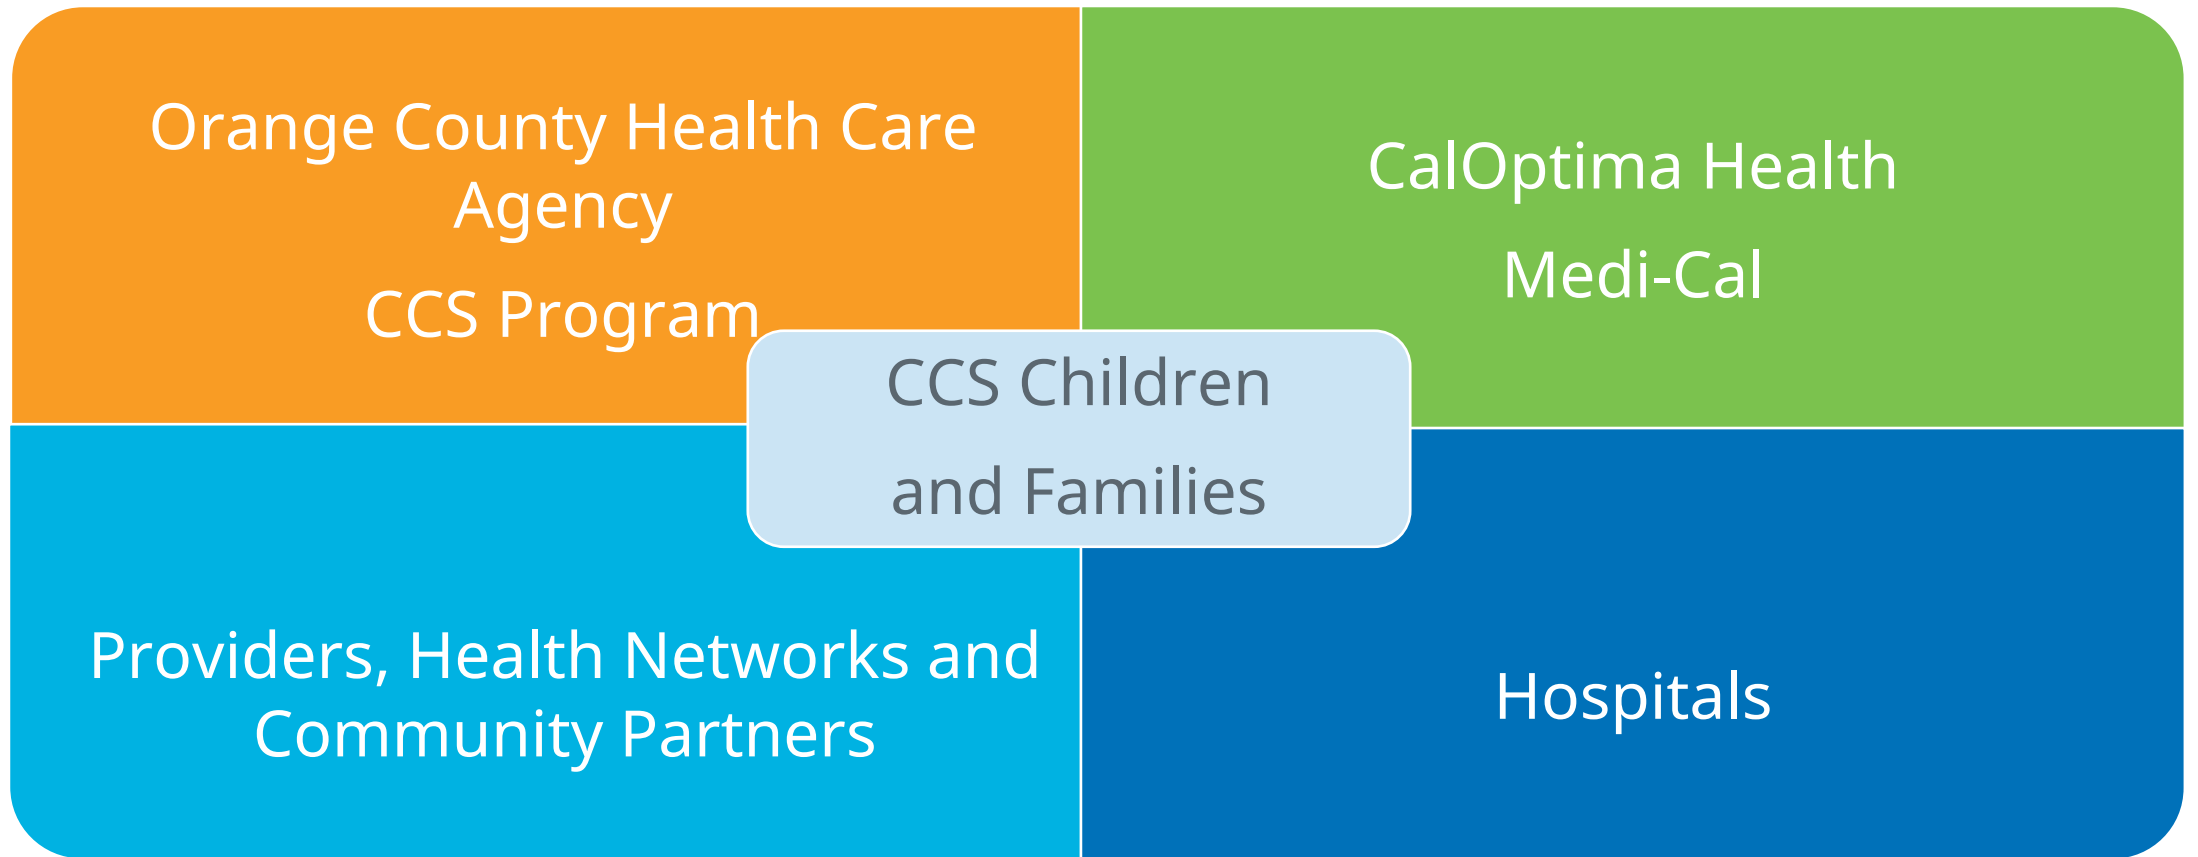 Orange County Health Care
Agency
CCS Program
CalOptima Health
Medi-Cal
CCS Children
and Families
Providers, Health Networks and
Community Partners
Hospitals